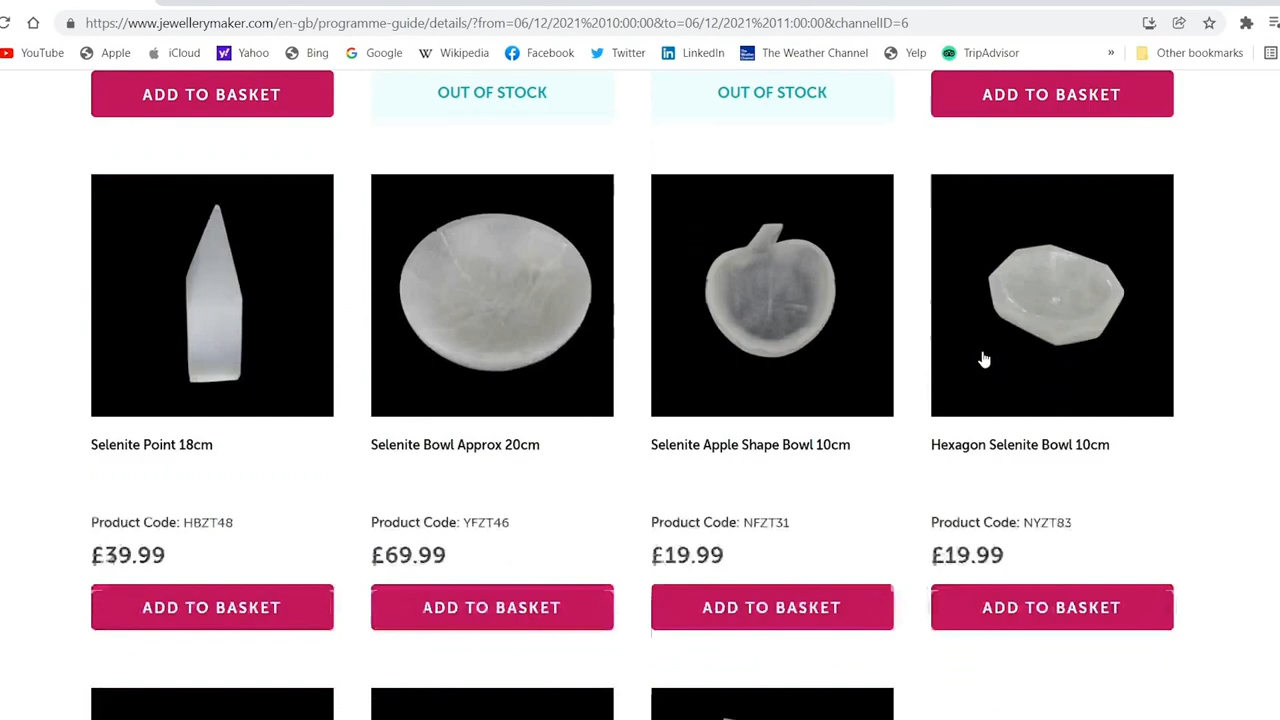 https://www.jewellerymaker.com/en-gb/programme-guide/details/?from=06/12/2021%2010:00:00&to=06/12/2021%2011:00:00&channelID=6
YouTube Apple iCloud Yahoo Bing Google Wikipedia Facebook Twitter LinkedIn The Weather Channel Yelp TripAdvisor » Other bookmarks
ADD TO BASKET OUT OF STOCK OUT OF STOCK ADD TO BASKET
Selenite Point 18cm Selenite Bowl Approx 20cm Selenite Apple Shape Bowl 10cm Hexagon Selenite Bowl 10cm
Product Code: HBZT48 Product Code: YFZT46 Product Code: NFZT31 Product Code: NYZT83
£39.99 £69.99 £19.99 £19.99
ADD TO BASKET ADD TO BASKET ADD TO BASKET ADD TO BASKET